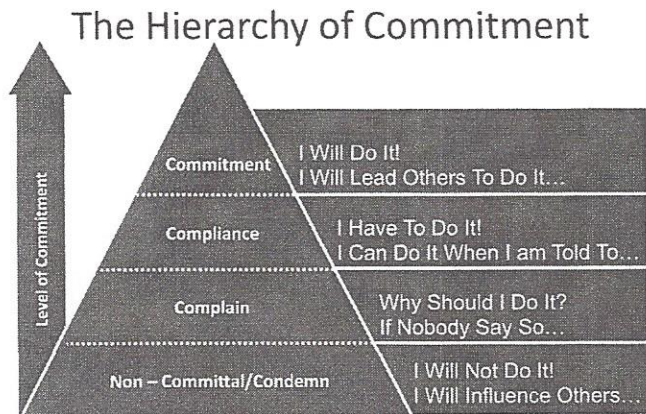 The Hierarchy of Commitment
Level of Commitment
Commitment
I Will Do It!
I Will Lead Others To Do It...
Compliance
I Have To Do It!
I Can Do It When I am Told To...
Complain
Why Should I Do It?
If Nobody Say So...
Non – Committal/Condemn
I Will Not Do It!
I Will Influence Others...